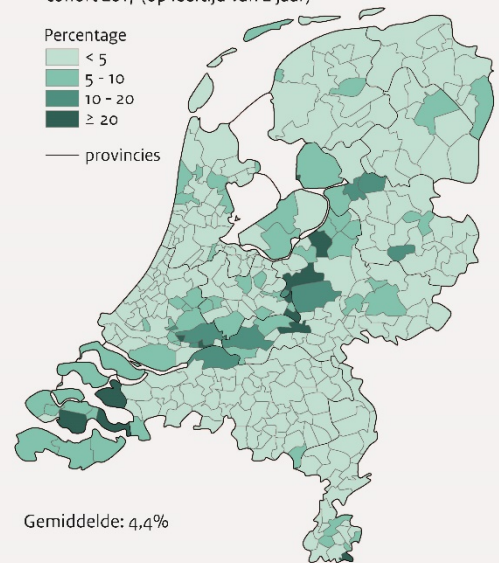 Percentage
< 5
5 - 10
10 - 20
≥ 20
provincies
Gemiddelde: 4,4%